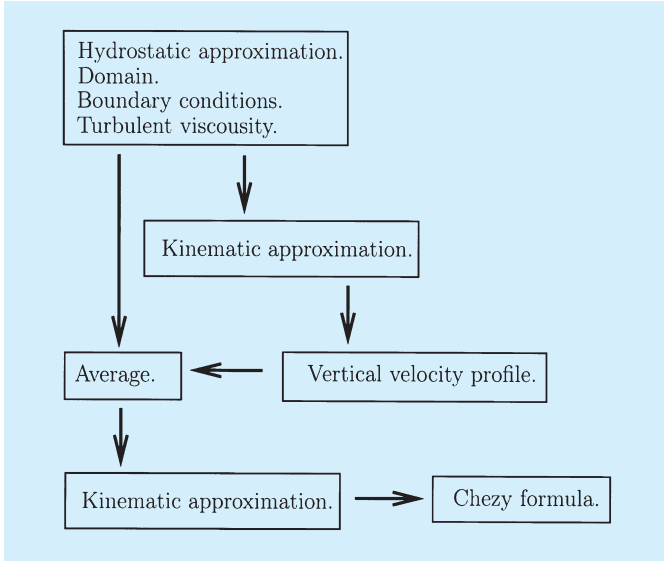 Hydrostatic approximation.
Domain.
Boundary conditions.
Turbulent viscousity.
Kinematic approximation.
Average.
Vertical velocity profile.
Kinematic approximation.
Chezy formula.